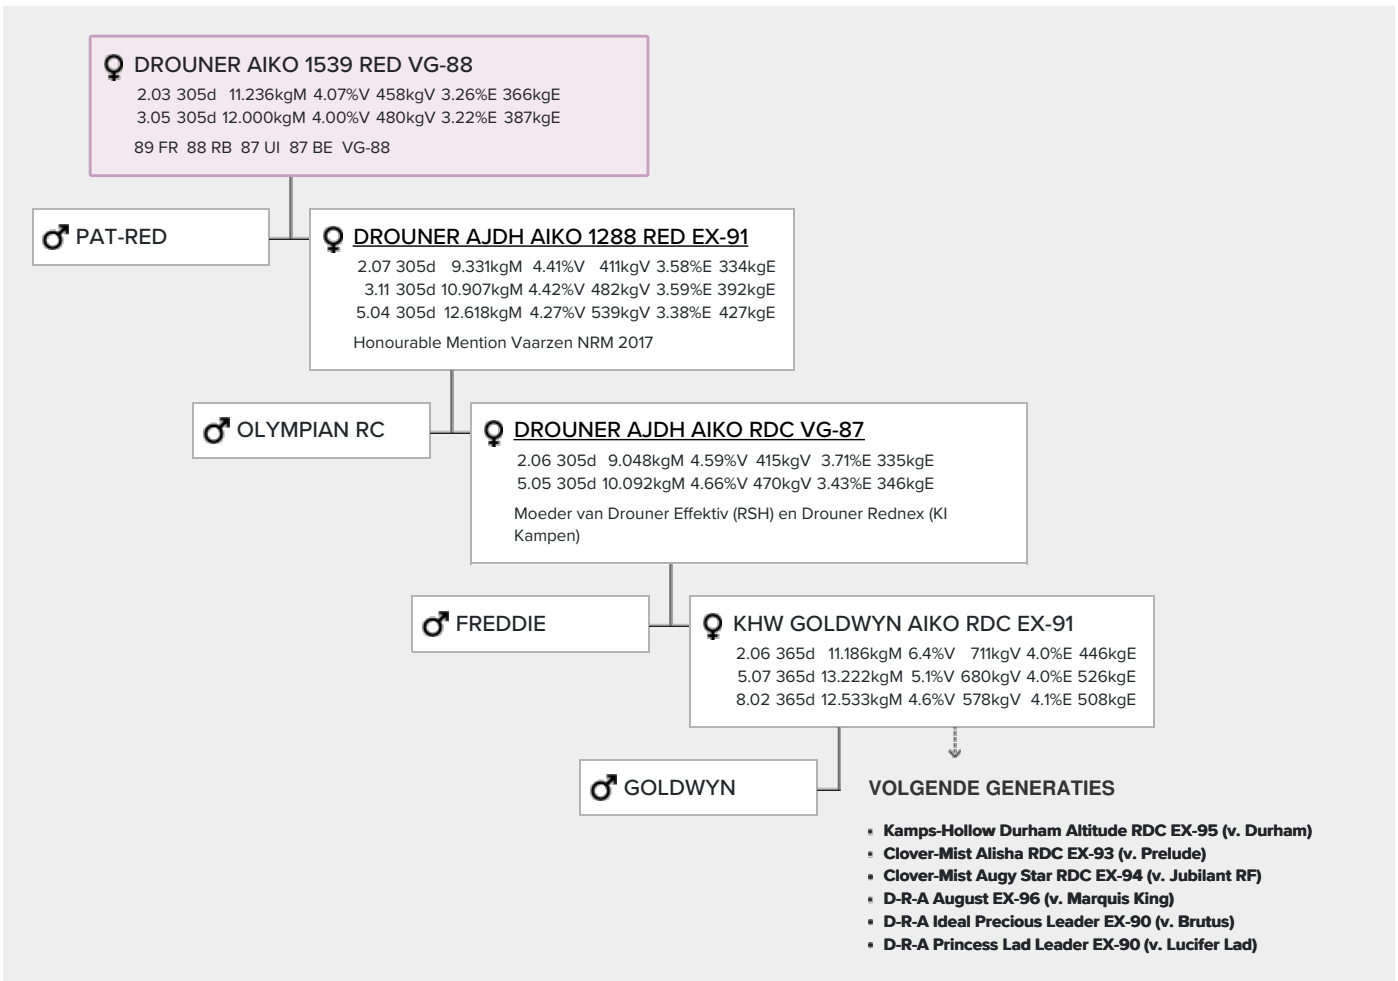 DROUNER AIKO 1539 RED VG-88
2.03 305d 11.236kgM 4.07%V 458kgV 3.26%E 366kgE
3.05 305d 12.000kgM 4.00%V 480kgV 3.22%E 387kgE
89 FR 88 RB 87 UI 87 BE VG-88
PAT-RED
DROUNER AJDH AIKO 1288 RED EX-91
2.07 305d 9.331kgM 4.41%V 411kgV 3.58%E 334kgE
3.11 305d 10.907kgM 4.42%V 482kgV 3.59%E 392kgE
5.04 305d 12.618kgM 4.27%V 539kgV 3.38%E 427kgE
Honourable Mention Vaarzen NRM 2017
OLYMPIAN RC
DROUNER AJDH AIKO RDC VG-87
2.06 305d 9.048kgM 4.59%V 415kgV 3.71%E 335kgE
5.05 305d 10.092kgM 4.66%V 470kgV 3.43%E 346kgE
Moeder van Drouner Effektiv (RSH) en Drouner Rednex (KI
Kampen)
FREDDIE
KHW GOLDWYN AIKO RDC EX-91
2.06 365d 11.186kgM 6.4%V 711kgV 4.0%E 446kgE
5.07 365d 13.222kgM 5.1%V 680kgV 4.0%E 526kgE
8.02 365d 12.533kgM 4.6%V 578kgV 4.1%E 508kgE
GOLDWYN
VOLGENDE GENERATIES
▪ Kamps-Hollow Durham Altitude RDC EX-95 (v. Durham)
▪ Clover-Mist Alisha RDC EX-93 (v. Prelude)
▪ Clover-Mist Augy Star RDC EX-94 (v. Jubilant RF)
▪ D-R-A August EX-96 (v. Marquis King)
▪ D-R-A Ideal Precious Leader EX-90 (v. Brutus)
▪ D-R-A Princess Lad Leader EX-90 (v. Lucifer Lad)